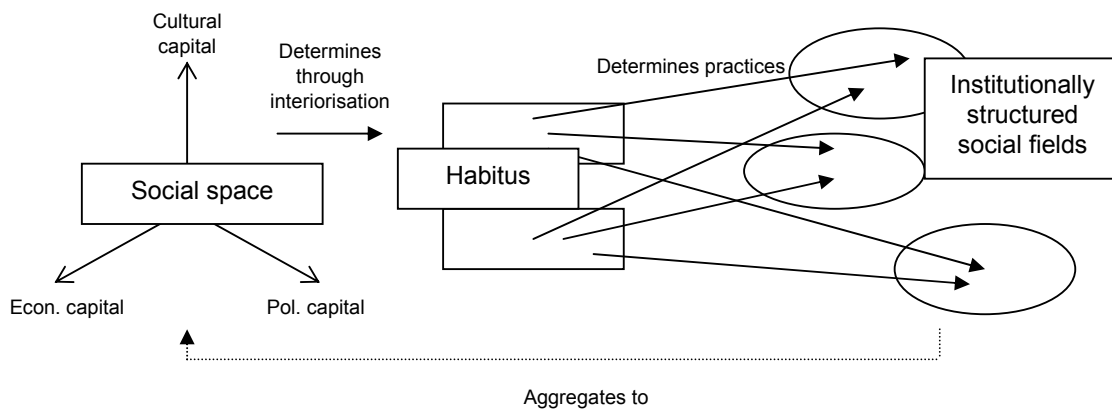 Cultural
capital
Determines
through
interiorisation
Determines practices
Institutionally
structured
social fields
Social space
Habitus
Econ. capital
Pol. capital
Aggregates to